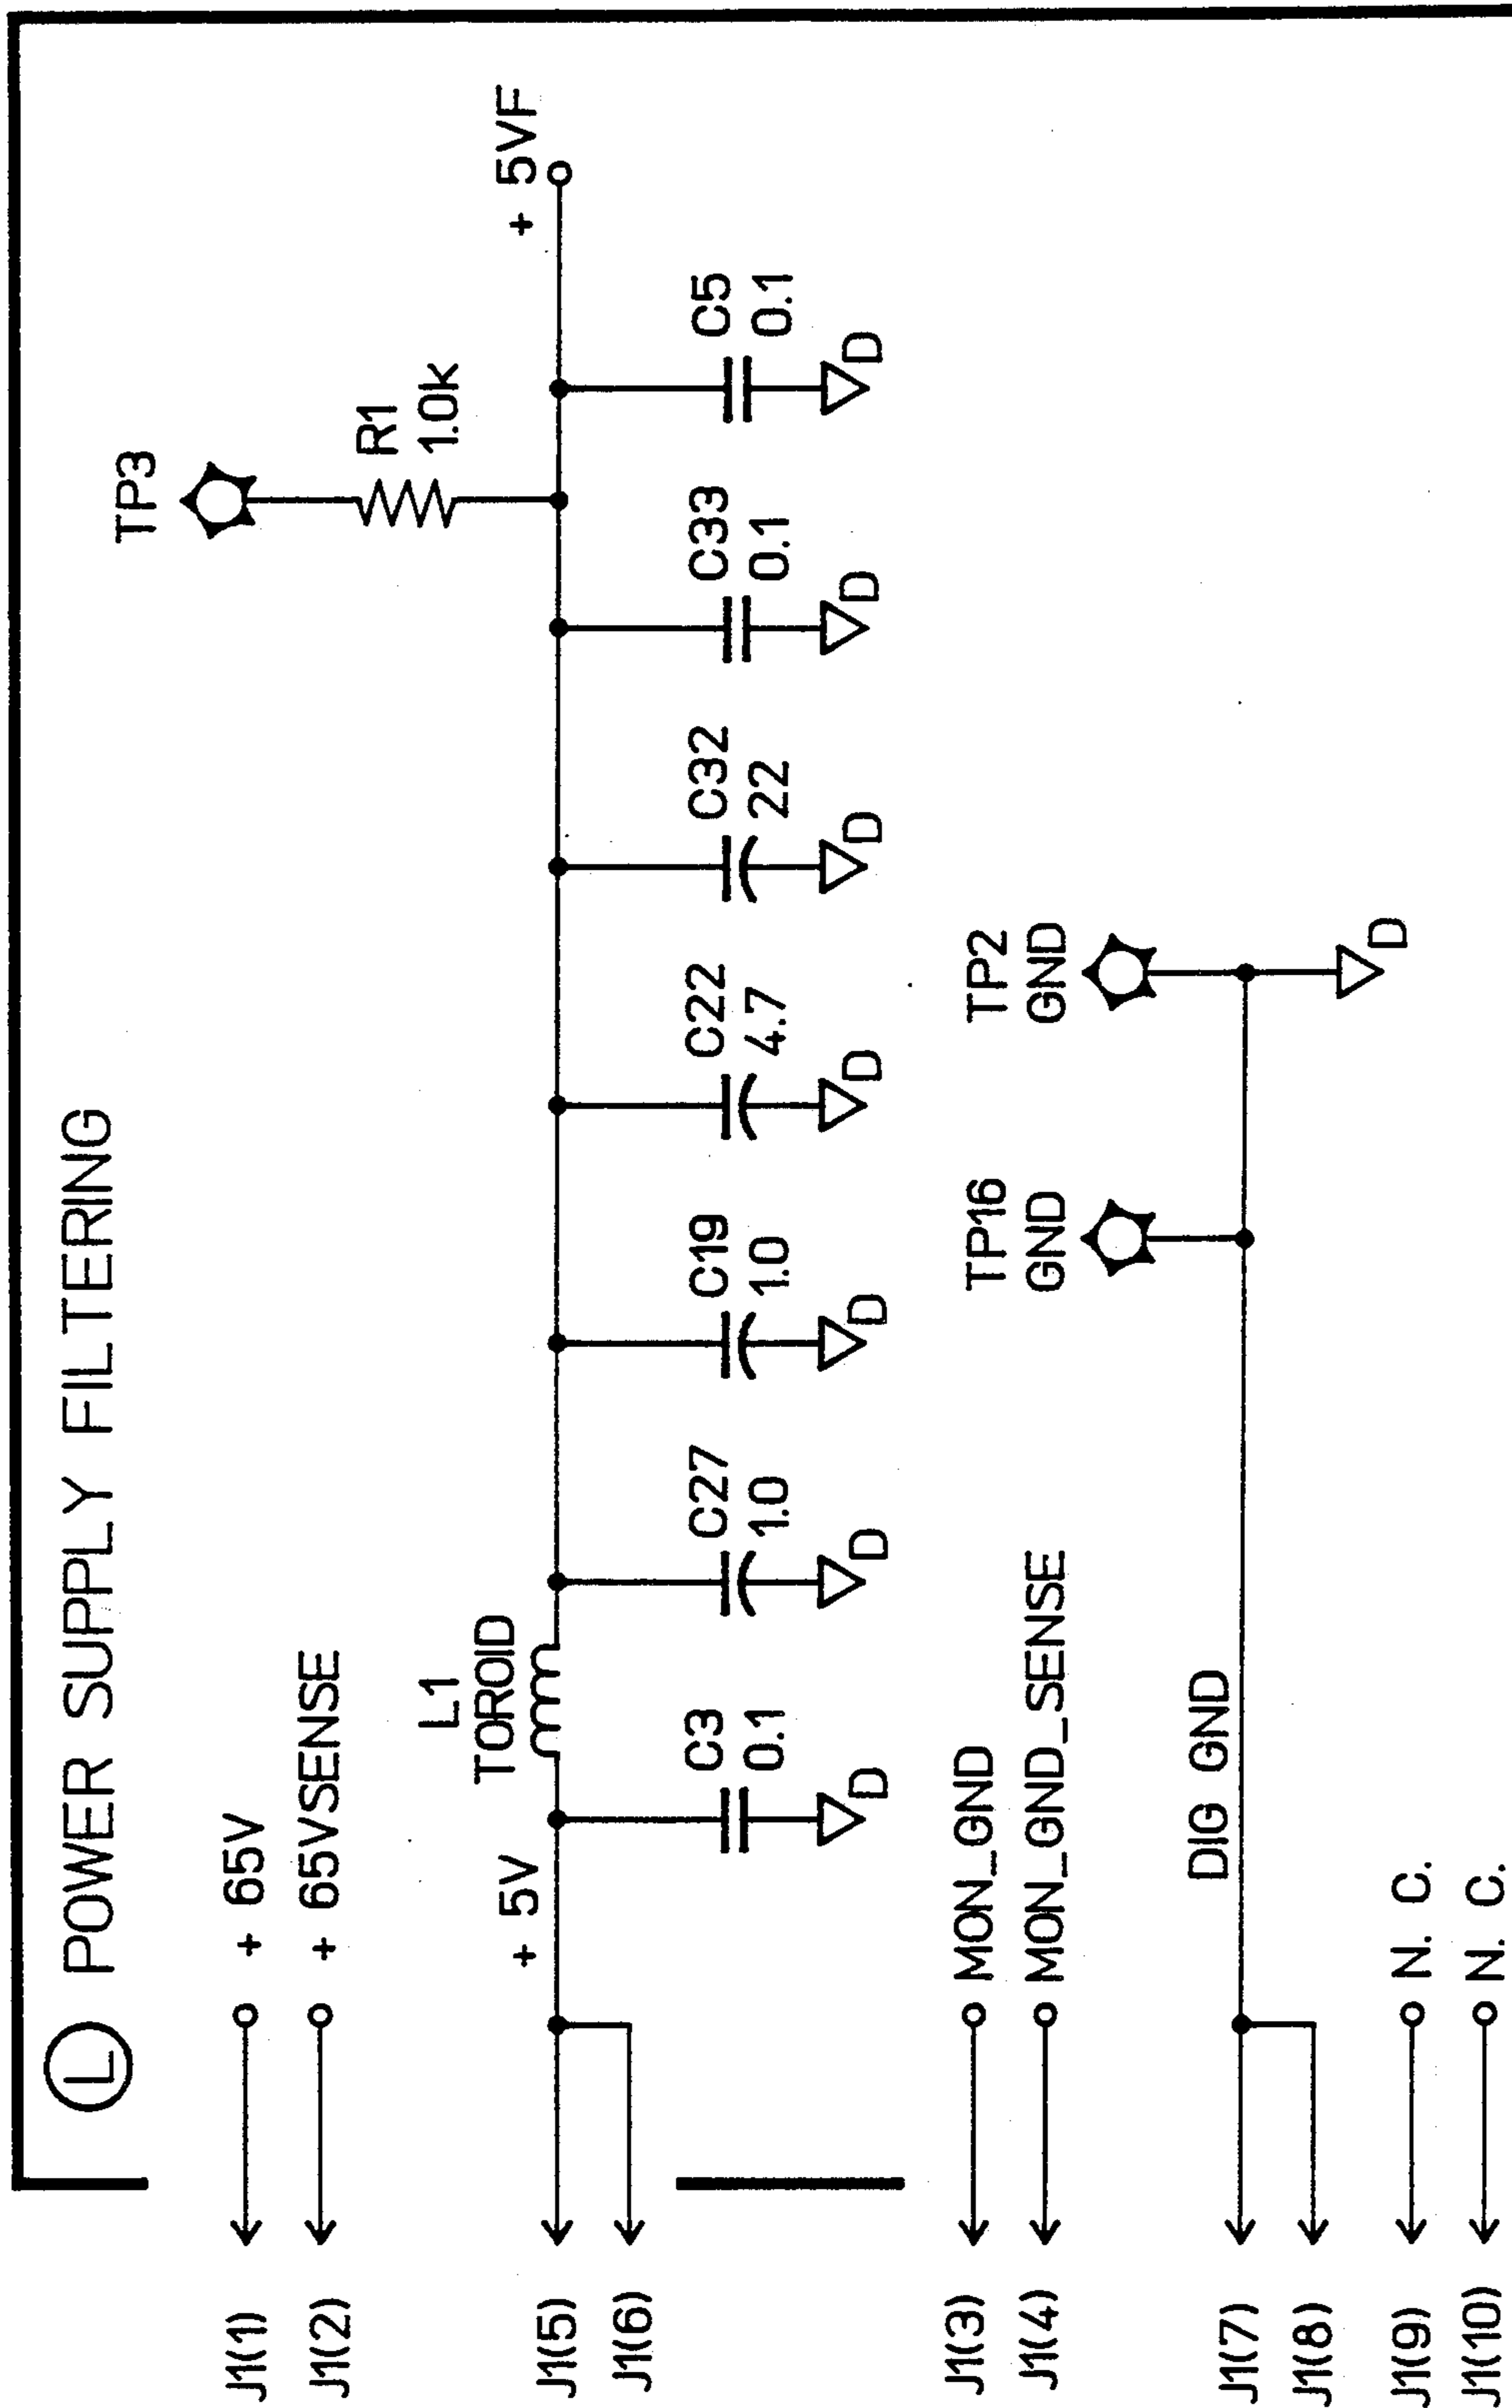 L POWER SUPPLY FILTERING
TP3
R1
1.0k
J1(1) + 65V
J1(2) + 65VSENSE
L1
TOROID
J1(5) + 5V
+ 5VF
J1(6)
C3
0.1
C27
1.0
C19
1.0
C22
4.7
C32
22
C33
0.1
C5
0.1
D D D D D D D
J1(3) MON_GND
J1(4) MON_GND_SENSE
TP16
GND
TP2
GND
J1(7) DIG GND
J1(8)
D
J1(9) N. C.
J1(10) N. C.